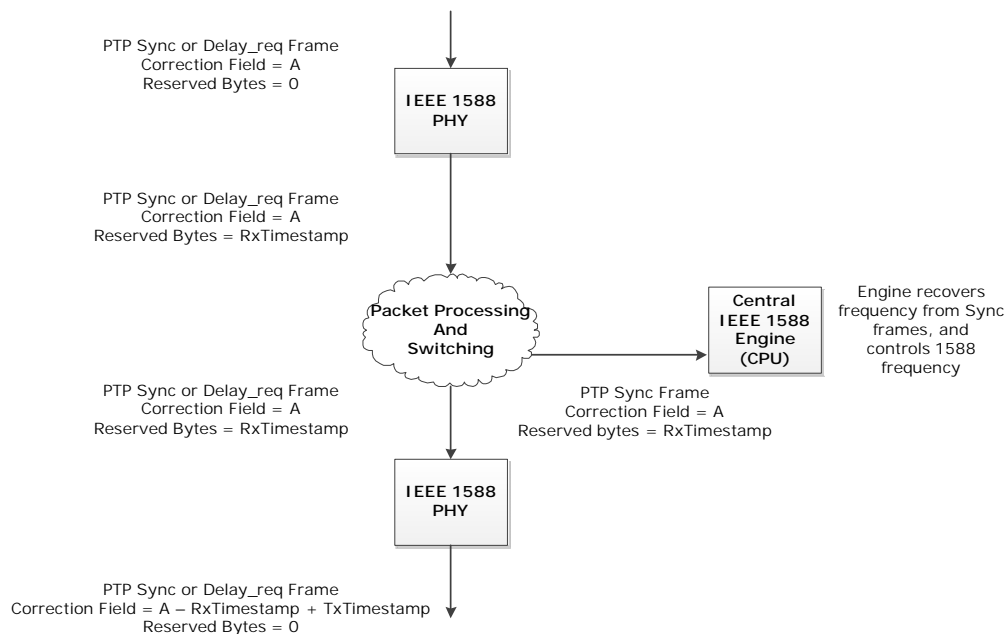 PTP Sync or Delay_req Frame
Correction Field = A
Reserved Bytes = 0
IEEE 1588
PHY
PTP Sync or Delay_req Frame
Correction Field = A
Reserved Bytes = RxTimestamp
Packet Processing
And
Switching
Central
IEEE 1588
Engine
(CPU)
Engine recovers
frequency from Sync
frames, and
controls 1588
frequency
PTP Sync or Delay_req Frame
Correction Field = A
Reserved Bytes = RxTimestamp
PTP Sync Frame
Correction Field = A
Reserved bytes = RxTimestamp
IEEE 1588
PHY
PTP Sync or Delay_req Frame
Correction Field = A – RxTimestamp + TxTimestamp
Reserved Bytes = 0